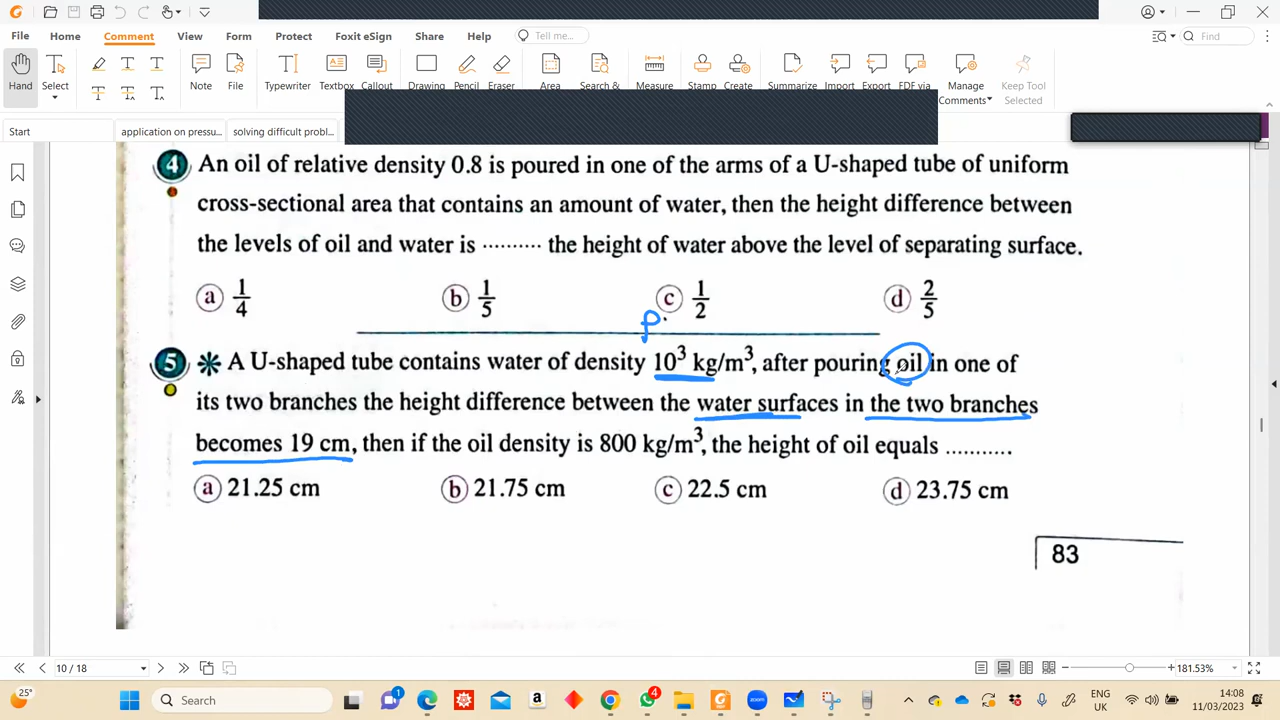 File Home Comment View Form Protect Foxit eSign Share Help Tell me... Find
Hand Select Note File Typewriter Textbox Callout Drawing Pencil Eraser Area Search & Measure Stamp Create Summarize Import Export FDF via Manage Comments Keep Tool Selected
Start application on pressu... solving difficult probl...
4 An oil of relative density 0.8 is poured in one of the arms of a U-shaped tube of uniform
cross-sectional area that contains an amount of water, then the height difference between
the levels of oil and water is .......... the height of water above the level of separating surface.
a 1/4 b 1/5 c 1/2 d 2/5
ρ
5 * A U-shaped tube contains water of density 10³ kg/m³, after pouring oil in one of
its two branches the height difference between the water surfaces in the two branches
becomes 19 cm, then if the oil density is 800 kg/m³, the height of oil equals ...........
a 21.25 cm b 21.75 cm c 22.5 cm d 23.75 cm
83
10 / 18 181.53%
25° Search 1 4 ENG 14:08
UK 11/03/2023